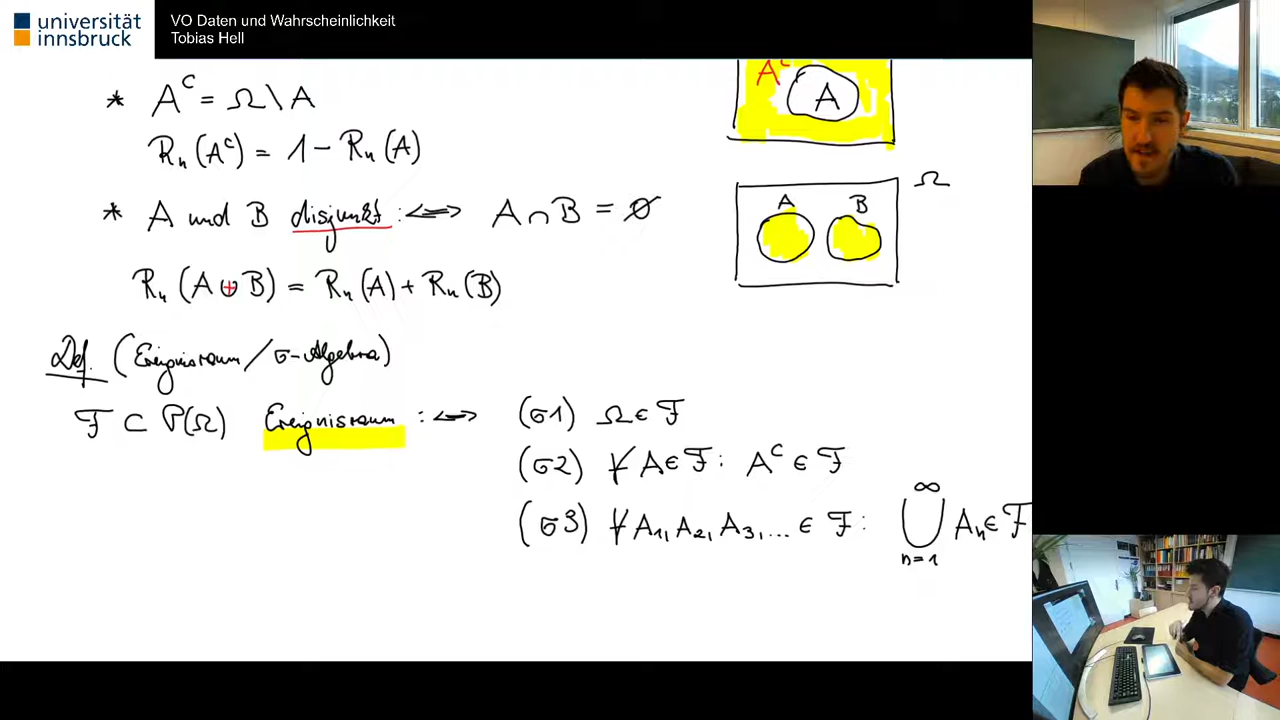 universität
innsbruck
VO Daten und Wahrscheinlichkeit
Tobias Hell
* A^c = Ω \ A
R_n(A^c) = 1 − R_n(A)
A^c A
* A und B disjunkt :⟺ A ∩ B = ∅
A B Ω
R_n(A ⊎ B) = R_n(A) + R_n(B)
Def. (Ereignisraum / σ-Algebra)
F ⊂ P(Ω) Ereignisraum :⟺ (σ1) Ω ∈ F
(σ2) ∀ A ∈ F : A^c ∈ F
(σ3) ∀ A_1, A_2, A_3, ... ∈ F : ⋃_{n=1}^∞ A_n ∈ F